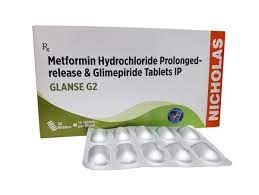 Rx
Metformin Hydrochloride Prolonged-
release & Glimepiride Tablets IP
GLANSE G2
NICHOLAS